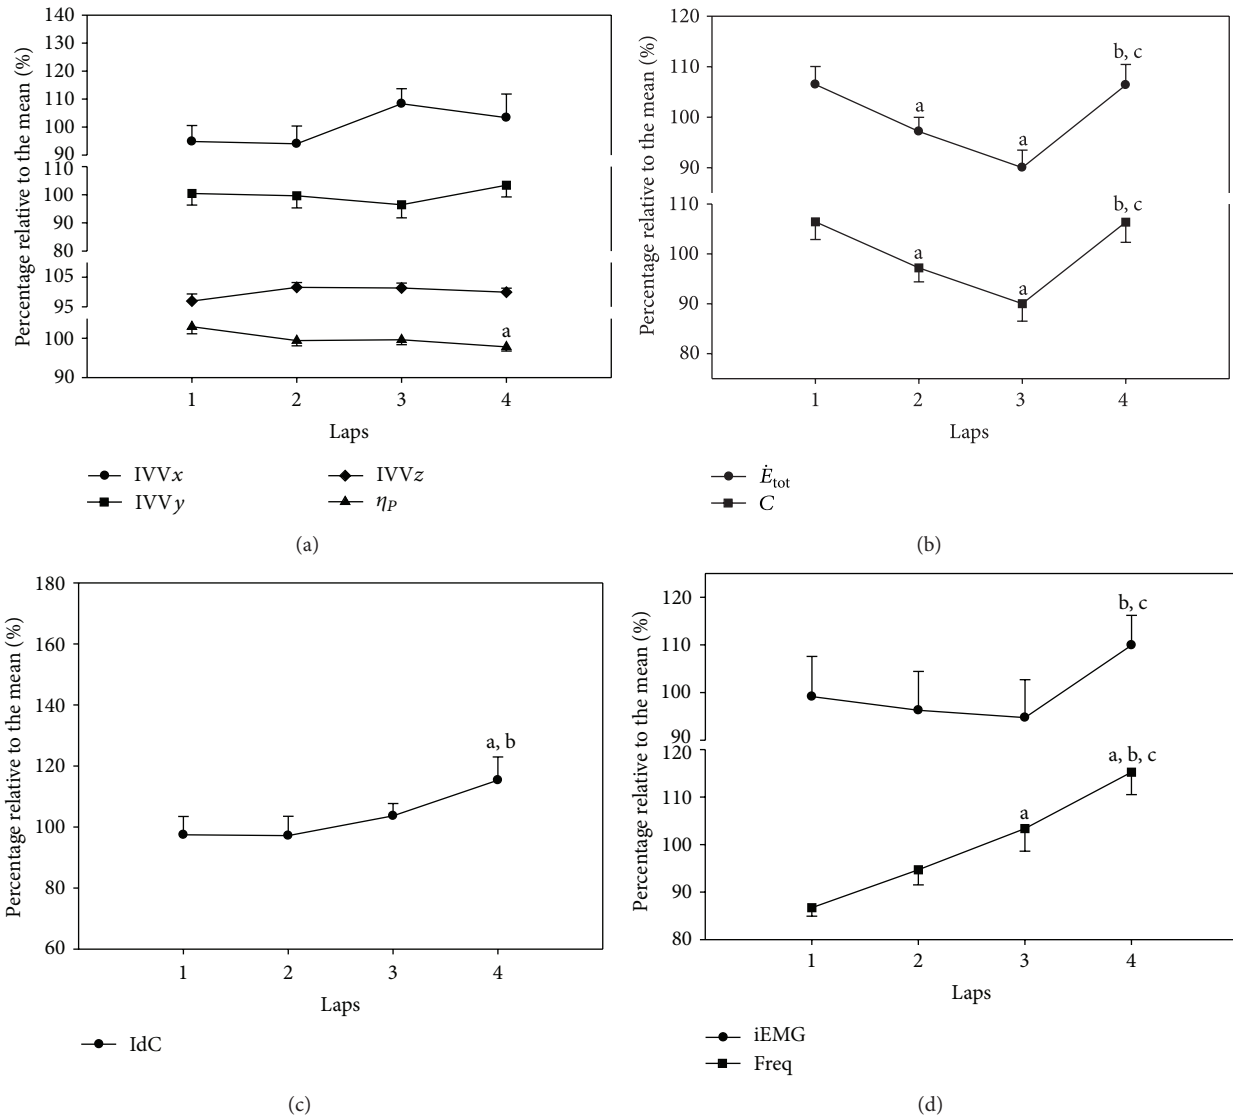 Percentage relative to the mean (%)
140
130
120
110
100
90
110
100
90
80
105
95
100
90
a
1 2 3 4
Laps
IVVx IVVz
IVVy ηP
(a)
Percentage relative to the mean (%)
120
110
100
90
110
100
90
80
a
a
b, c
a
a
b, c
1 2 3 4
Laps
Ėtot
C
(b)
Percentage relative to the mean (%)
180
160
140
120
100
80
60
a, b
1 2 3 4
Laps
IdC
(c)
Percentage relative to the mean (%)
120
110
100
90
120
110
100
90
80
b, c
a
a, b, c
1 2 3 4
Laps
iEMG
Freq
(d)